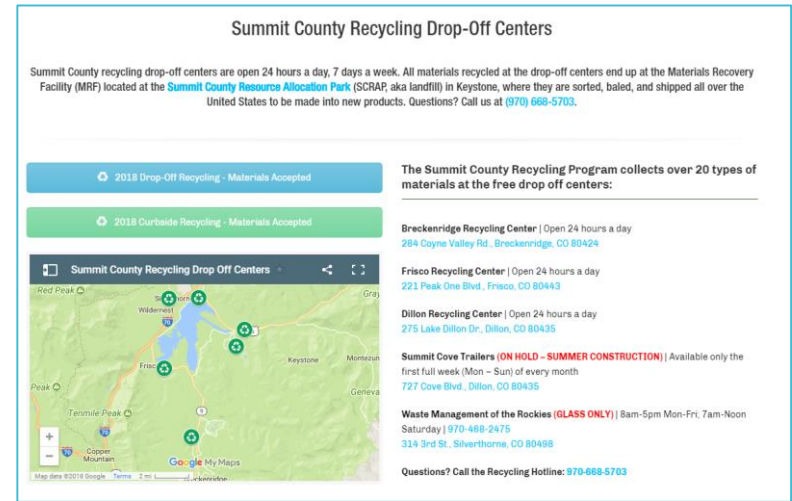 Summit County Recycling Drop-Off Centers
Summit County recycling drop-off centers are open 24 hours a day, 7 days a week. All materials recycled at the drop-off centers end up at the Materials Recovery
Facility (MRF) located at the Summit County Resource Allocation Park (SCRAP, aka landfill) in Keystone, where they are sorted, baled, and shipped all over the
United States to be made into new products. Questions? Call us at (970) 668-5703.
2018 Drop-Off Recycling - Materials Accepted
2018 Curbside Recycling - Materials Accepted
Summit County Recycling Drop Off Centers
Red Peak
Wildernest
70
Frisc
Keystone
Montezun
Peak
Geneva
Tenmile Peak
9
+
−
70
Copper
Mountain
Google My Maps
Map data ©2018 Google Terms 2 mi
The Summit County Recycling Program collects over 20 types of
materials at the free drop off centers:
Breckenridge Recycling Center | Open 24 hours a day
284 Coyne Valley Rd., Breckenridge, CO 80424
Frisco Recycling Center | Open 24 hours a day
221 Peak One Blvd., Frisco, CO 80443
Dillon Recycling Center | Open 24 hours a day
275 Lake Dillon Dr., Dillon, CO 80435
Summit Cove Trailers (ON HOLD – SUMMER CONSTRUCTION) | Available only the
first full week (Mon – Sun) of every month
727 Cove Blvd., Dillon, CO 80435
Waste Management of the Rockies (GLASS ONLY) | 8am-5pm Mon-Fri; 7am-Noon
Saturday | 970-468-2475
314 3rd St., Silverthorne, CO 80498
Questions? Call the Recycling Hotline: 970-668-5703